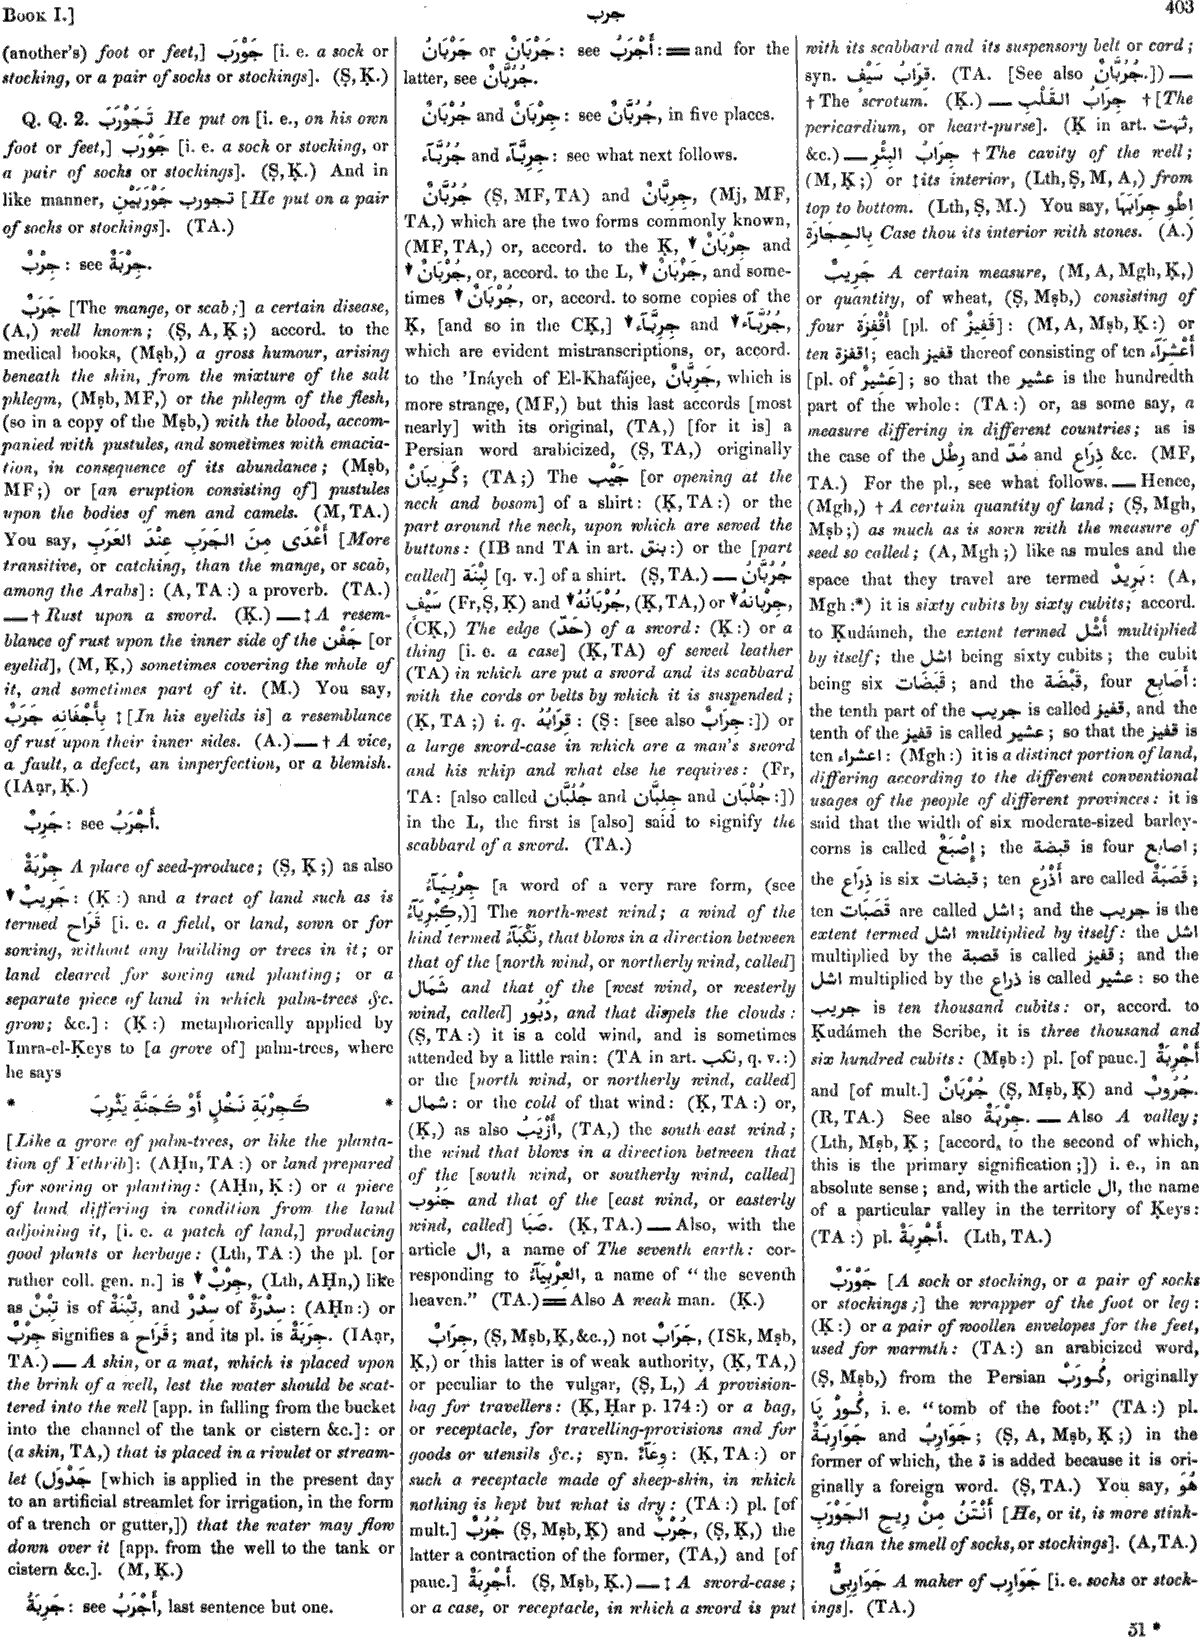 BOOK I.]
جرب
403
(another's) foot or feet,] جَوْرَب [i. e. a sock or
stocking, or a pair of socks or stockings]. (Ṣ, Ḳ.)
Q. Q. 2. تَجَوْرَبَ He put on [i. e., on his own
foot or feet,] جَوْرَب [i. e. a sock or stocking, or
a pair of socks or stockings]. (Ṣ, Ḳ.) And in
like manner, تجورب جَوْرَبَيْنِ [He put on a pair
of socks or stockings]. (TA.)
جِرْبٌ : see جِرْبَةٌ.
جَرَبٌ [The mange, or scab;] a certain disease,
(A,) well known; (Ṣ, A, Ḳ;) accord. to the
medical books, (Mṣb,) a gross humour, arising
beneath the skin, from the mixture of the salt
phlegm, (Mṣb, MF,) or the phlegm of the flesh,
(so in a copy of the Mṣb,) with the blood, accom-
panied with pustules, and sometimes with emacia-
tion, in consequence of its abundance; (Mṣb,
MF;) or [an eruption consisting of] pustules
upon the bodies of men and camels. (M, TA.)
You say, أَعْدَى مِنَ الجَرَبِ عِنْدَ العَرَبِ [More
transitive, or catching, than the mange, or scab,
among the Arabs]: (A, TA:) a proverb. (TA.)
— † Rust upon a sword. (Ḳ.) — ‡ A resem-
blance of rust upon the inner side of the جَفْن [or
eyelid], (M, Ḳ,) sometimes covering the whole of
it, and sometimes part of it. (M.) You say,
بِأَجْفَانِهِ جَرَبٌ ‡ [In his eyelids is] a resemblance
of rust upon their inner sides. (A.) — † A vice,
a fault, a defect, an imperfection, or a blemish.
(IAạr, Ḳ.)
جَرِبٌ : see أَجْرَبُ.
جِرْبَةٌ A place of seed-produce; (Ṣ, Ḳ;) as also
▼ جَرِيبٌ : (Ḳ:) and a tract of land such as is
termed قَرَاح [i. e. a field, or land, sown or for
sowing, without any building or trees in it; or
land cleared for sowing and planting; or a
separate piece of land in which palm-trees &c.
grow; &c.]: (Ḳ:) metaphorically applied by
Imra-el-Ḳeys to [a grove of] palm-trees, where
he says
* كَجِرْبَةِ نَخْلٍ أَوْ كَجَنَّةِ يَثْرِبَ *
[Like a grove of palm-trees, or like the planta-
tion of Yethrib]: (AḤn, TA:) or land prepared
for sowing or planting: (AḤn, Ḳ:) or a piece
of land differing in condition from the land
adjoining it, [i. e. a patch of land,] producing
good plants or herbage: (Lth, TA:) the pl. [or
rather coll. gen. n.] is ▼ جِرْبٌ, (Lth, AḤn,) like
as تِبْنٌ is of تِبْنَةٌ, and سِدْرٌ of سِدْرَةٌ: (AḤn:) or
جِرْبٌ signifies a قَرَاح; and its pl. is جِرَبَةٌ. (IAạr,
TA.) — A skin, or a mat, which is placed upon
the brink of a well, lest the water should be scat-
tered into the well [app. in falling from the bucket
into the channel of the tank or cistern &c.]: or
(a skin, TA,) that is placed in a rivulet or stream-
let (جَدْوَل [which is applied in the present day
to an artificial streamlet for irrigation, in the form
of a trench or gutter,]) that the water may flow
down over it [app. from the well to the tank or
cistern &c.]. (M, Ḳ.)
جَرِبَةٌ: see أَجْرَبُ, last sentence but one.
جَرْبَانُ or جَرْبَانٌ: see أَجْرَبُ: = and for the
latter, see جُرُبَّانٌ.
جُرْبَانٌ and جِرْبَانٌ: see جُرُبَّانٌ, in five places.
جُرُبَّآء and جِرِبَّآء: see what next follows.
جُرُبَّانٌ (Ṣ, MF, TA) and جِرِبَّانٌ, (Mj, MF,
TA,) which are the two forms commonly known,
(MF, TA,) or, accord. to the Ḳ, ▼ جِرْبَانٌ and
▼ جُرْبَانٌ, or, accord. to the L, ▼ جَرْبَانٌ, and some-
times ▼ جُرْبَانٌ, or, accord. to some copies of the
Ḳ, [and so in the CḲ,] ▼ جِرِبَّآء and ▼ جُرُبَّآء,
which are evident mistranscriptions, or, accord.
to the 'Ináyeh of El-Khafájee, جَرِبَّانٌ, which is
more strange, (MF,) but this last accords [most
nearly] with its original, (TA,) [for it is] a
Persian word arabicized, (Ṣ, TA,) originally
گَرِيبَانْ; (TA;) The جَيْب [or opening at the
neck and bosom] of a shirt: (Ḳ, TA:) or the
part around the neck, upon which are sewed the
buttons: (IB and TA in art. بنق:) or the [part
called] لِبْنَة [q. v.] of a shirt. (Ṣ, TA.) — جُرُبَّانُ
سَيْف (Fr, Ṣ, Ḳ) and ▼ جُرْبَانُهُ, (Ḳ, TA,) or ▼ جِرْبانه,
(CḲ,) The edge (حَدّ) of a sword: (Ḳ:) or a
thing [i. e. a case] (Ḳ, TA) of sewed leather
(TA) in which are put a sword and its scabbard
with the cords or belts by which it is suspended;
(Ḳ, TA;) i. q. قِرَابُهُ: (Ṣ: [see also جِرَابٌ:]) or
a large sword-case in which are a man's sword
and his whip and what else he requires: (Fr,
TA: [also called جُلُبَّان and جِلِبَّان and جُلْبَان:])
in the L, the first is [also] said to signify the
scabbard of a sword. (TA.)
جِرْبِيَآءُ [a word of a very rare form, (see
كِبْرِيَآءُ,)] The north-west wind; a wind of the
kind termed نَكْبَآءُ, that blows in a direction between
that of the [north wind, or northerly wind, called]
شَمَال and that of the [west wind, or westerly
wind, called] دَبُور, and that dispels the clouds:
(Ṣ, TA:) it is a cold wind, and is sometimes
attended by a little rain: (TA in art. نكب, q. v.:)
or the [north wind, or northerly wind, called]
شمال: or the cold of that wind: (Ḳ, TA:) or,
(Ḳ,) as also أَزْيَبُ, (TA,) the south east wind;
the wind that blows in a direction between that
of the [south wind, or southerly wind, called]
جَنُوب and that of the [east wind, or easterly
wind, called] صَبَا. (Ḳ, TA.) — Also, with the
article ال, a name of The seventh earth: cor-
responding to العِرْبِيَآءُ, a name of "the seventh
heaven." (TA.) = Also A weak man. (Ḳ.)
جِرَابٌ, (Ṣ, Mṣb, Ḳ, &c.,) not جَرَابٌ, (ISk, Mṣb,
Ḳ,) or this latter is of weak authority, (Ḳ, TA,)
or peculiar to the vulgar, (Ṣ, L,) A provision-
bag for travellers: (Ḳ, Ḥar p. 174:) or a bag,
or receptacle, for travelling-provisions and for
goods or utensils &c.; syn. وِعَآءٌ: (Ḳ, TA:) or
such a receptacle made of sheep-skin, in which
nothing is kept but what is dry: (TA:) pl. [of
mult.] جُرُبٌ (Ṣ, Mṣb, Ḳ) and جُرْبٌ, (Ṣ, Ḳ,) the
latter a contraction of the former, (TA,) and [of
pauc.] أَجْرِبَةٌ. (Ṣ, Mṣb, Ḳ.) — ‡ A sword-case;
or a case, or receptacle, in which a sword is put
with its scabbard and its suspensory belt or cord;
syn. قِرَابُ سَيْفٍ. (TA. [See also جُرُبَّانٌ.]) —
† The scrotum. (Ḳ.) — جِرَابُ القَلْبِ † [The
pericardium, or heart-purse]. (Ḳ in art. ثهت,
&c.) — جِرَابُ البِئْرِ † The cavity of the well;
(M, Ḳ;) or ‡ its interior, (Lth, Ṣ, M, A,) from
top to bottom. (Lth, Ṣ, M.) You say, اطْوِ جِرَابَهَا
بِالحِجَارَة Case thou its interior with stones. (A.)
جَرِيبٌ A certain measure, (M, A, Mgh, Ḳ,)
or quantity, of wheat, (Ṣ, Mṣb,) consisting of
four أَقْفِزَة [pl. of قَفِيزٌ]: (M, A, Mṣb, Ḳ:) or
ten اقفزة; each قفيز thereof consisting of ten أَعْشِرَآء
[pl. of عَشِيرٌ]; so that the عشير is the hundredth
part of the whole: (TA:) or, as some say, a
measure differing in different countries; as is
the case of the رِطْل and مُدّ and ذِرَاع &c. (MF,
TA.) For the pl., see what follows. — Hence,
(Mgh,) † A certain quantity of land; (Ṣ, Mgh,
Mṣb;) as much as is sown with the measure of
seed so called; (A, Mgh;) like as mules and the
space that they travel are termed بَرِيدٌ: (A,
Mgh:*) it is sixty cubits by sixty cubits; accord.
to Ḳudámeh, the extent termed أَشْل multiplied
by itself; the اشل being sixty cubits; the cubit
being six قَبَضَات; and the قَبْضَة, four أَصَابِع:
the tenth part of the جريب is called قفيز, and the
tenth of the قفيز is called عشير; so that the قفيز is
ten اعشراء: (Mgh:) it is a distinct portion of land,
differing according to the different conventional
usages of the people of different provinces: it is
said that the width of six moderate-sized barley-
corns is called إِصْبَعٌ; the قبضة is four اصابع;
the ذِرَاع is six قبضات; ten أَذْرُع are called قَصَبَةٌ;
ten قَصَبَات are called اشل; and the جريب is the
extent termed اشل multiplied by itself: the اشل
multiplied by the قصبة is called قفيز; and the
اشل multiplied by the ذراع is called عشير: so the
جريب is ten thousand cubits: or, accord. to
Ḳudámeh the Scribe, it is three thousand and
six hundred cubits: (Mṣb:) pl. [of pauc.] أَجْرِبَةٌ
and [of mult.] جُرْبَانٌ (Ṣ, Mṣb, Ḳ) and جُرُوبٌ.
(R, TA.) See also جِرْبَةٌ. — Also A valley;
(Lth, Mṣb, Ḳ; [accord. to the second of which,
this is the primary signification;]) i. e., in an
absolute sense; and, with the article ال, the name
of a particular valley in the territory of Ḳeys:
(TA:) pl. أَجْرِبَةٌ. (Lth, TA.)
جَوْرَبٌ [A sock or stocking, or a pair of socks
or stockings;] the wrapper of the foot or leg:
(Ḳ:) or a pair of woollen envelopes for the feet,
used for warmth: (TA:) an arabicized word,
(Ṣ, Mṣb,) from the Persian گُورَبْ, originally
گُورْ پَا, i. e. "tomb of the foot:" (TA:) pl.
جَوَارِبَةٌ and جَوَارِبُ; (Ṣ, A, Mṣb, Ḳ;) in the
former of which, the ة is added because it is ori-
ginally a foreign word. (Ṣ, TA.) You say, هُوَ
أَنْتَنُ مِنْ رِيحِ الجَوْرَبِ [He, or it, is more stink-
ing than the smell of socks, or stockings]. (A, TA.)
جَوَارِبِىٌّ A maker of جَوَارِب [i. e. socks or stock-
ings]. (TA.)
51 *